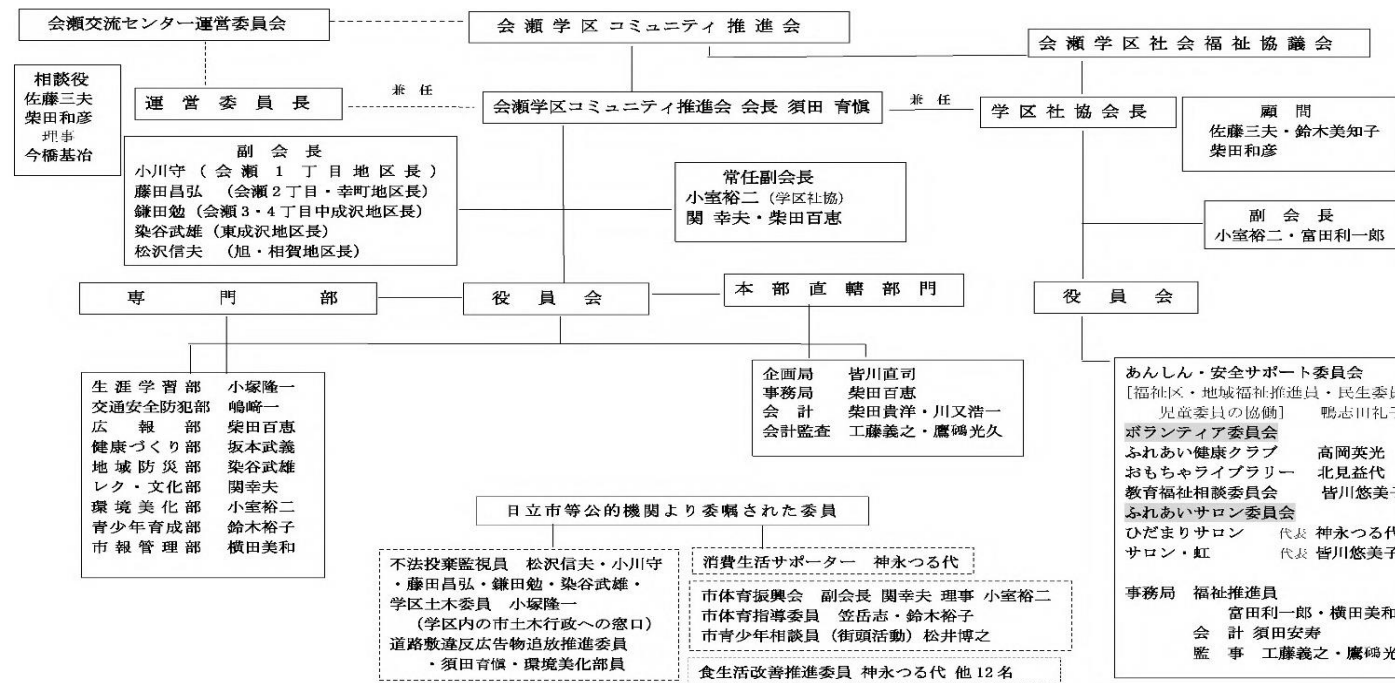 会瀬交流センター運営委員会
会瀬学区コミュニティ推進会
会瀬学区社会福祉協議会
相談役
佐藤三夫
柴田和彦
理事
今橋基冶
運営委員長
兼任
会瀬学区コミュニティ推進会 会長 須田 育愼
兼任
学区社協会長
顧問
佐藤三夫・鈴木美知子
柴田和彦
副会長
小川守 (会瀬1丁目地区長)
藤田昌弘 (会瀬2丁目・幸町地区長)
鎌田勉 (会瀬3・4丁目中成沢地区長)
染谷武雄 (東成沢地区長)
松沢信夫 (旭・相賀地区長)
常任副会長
小室裕二 (学区社協)
関 幸夫・柴田百恵
副会長
小室裕二・富田利一郎
専門部
役員会
本部直轄部門
役員会
生涯学習部 小塚隆一
交通安全防犯部 嶋﨑一
広報部 柴田百恵
健康づくり部 坂本武義
地域防災部 染谷武雄
レク・文化部 関幸夫
環境美化部 小室裕二
青少年育成部 鈴木裕子
市報管理部 横田美和
企画局 皆川直司
事務局 柴田百恵
会計 柴田貴洋・川又浩一
会計監査 工藤義之・鷹鴎光久
あんしん・安全サポート委員会
[福祉区・地域福祉推進員・民生委員
児童委員の協働] 鴨志田礼子
ボランティア委員会
ふれあい健康クラブ 高岡英光
おもちゃライブラリー 北見益代
教育福祉相談委員会 皆川悠美子
ふれあいサロン委員会
ひだまりサロン 代表 神永つる代
サロン・虹 代表 皆川悠美子
事務局 福祉推進員
富田利一郎・横田美和
会計 須田安寿
監事 工藤義之・鷹鴎光
日立市等公的機関より委嘱された委員
不法投棄監視員 松沢信夫・小川守
・藤田昌弘・鎌田勉・染谷武雄・
学区土木委員 小塚隆一
(学区内の市土木行政への窓口)
道路敷違反広告物追放推進委員
・須田育愼・環境美化部員
消費生活サポーター 神永つる代
市体育振興会 副会長 関幸夫 理事 小室裕二
市体育指導委員 笠岳志・鈴木裕子
市青少年相談員 (街頭活動) 松井博之
食生活改善推進委員 神永つる代 他12名